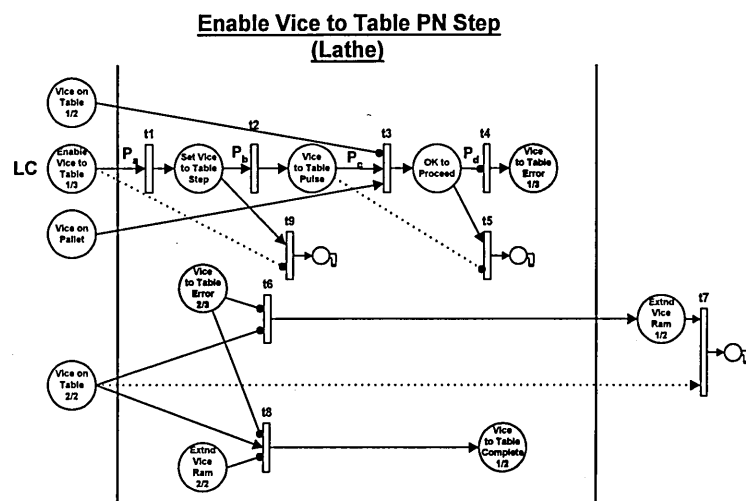 Enable Vice to Table PN Step
(Lathe)
Vice on
Table
1/2
t1
t2
t3
t4
LC
Enable
Vice to
Table
1/3
Pa
Set Vice
to Table
Step
Pb
Vice
to Table
Pulse
Pc
OK to
Proceed
Pd
Vice
to Table
Error
1/3
Vice on
Pallet
t9
t5
Vice
to Table
Error
2/3
t6
Extnd
Vice
Ram
1/2
t7
Vice on
Table
2/2
t8
Extnd
Vice
Ram
2/2
Vice
to Table
Complete